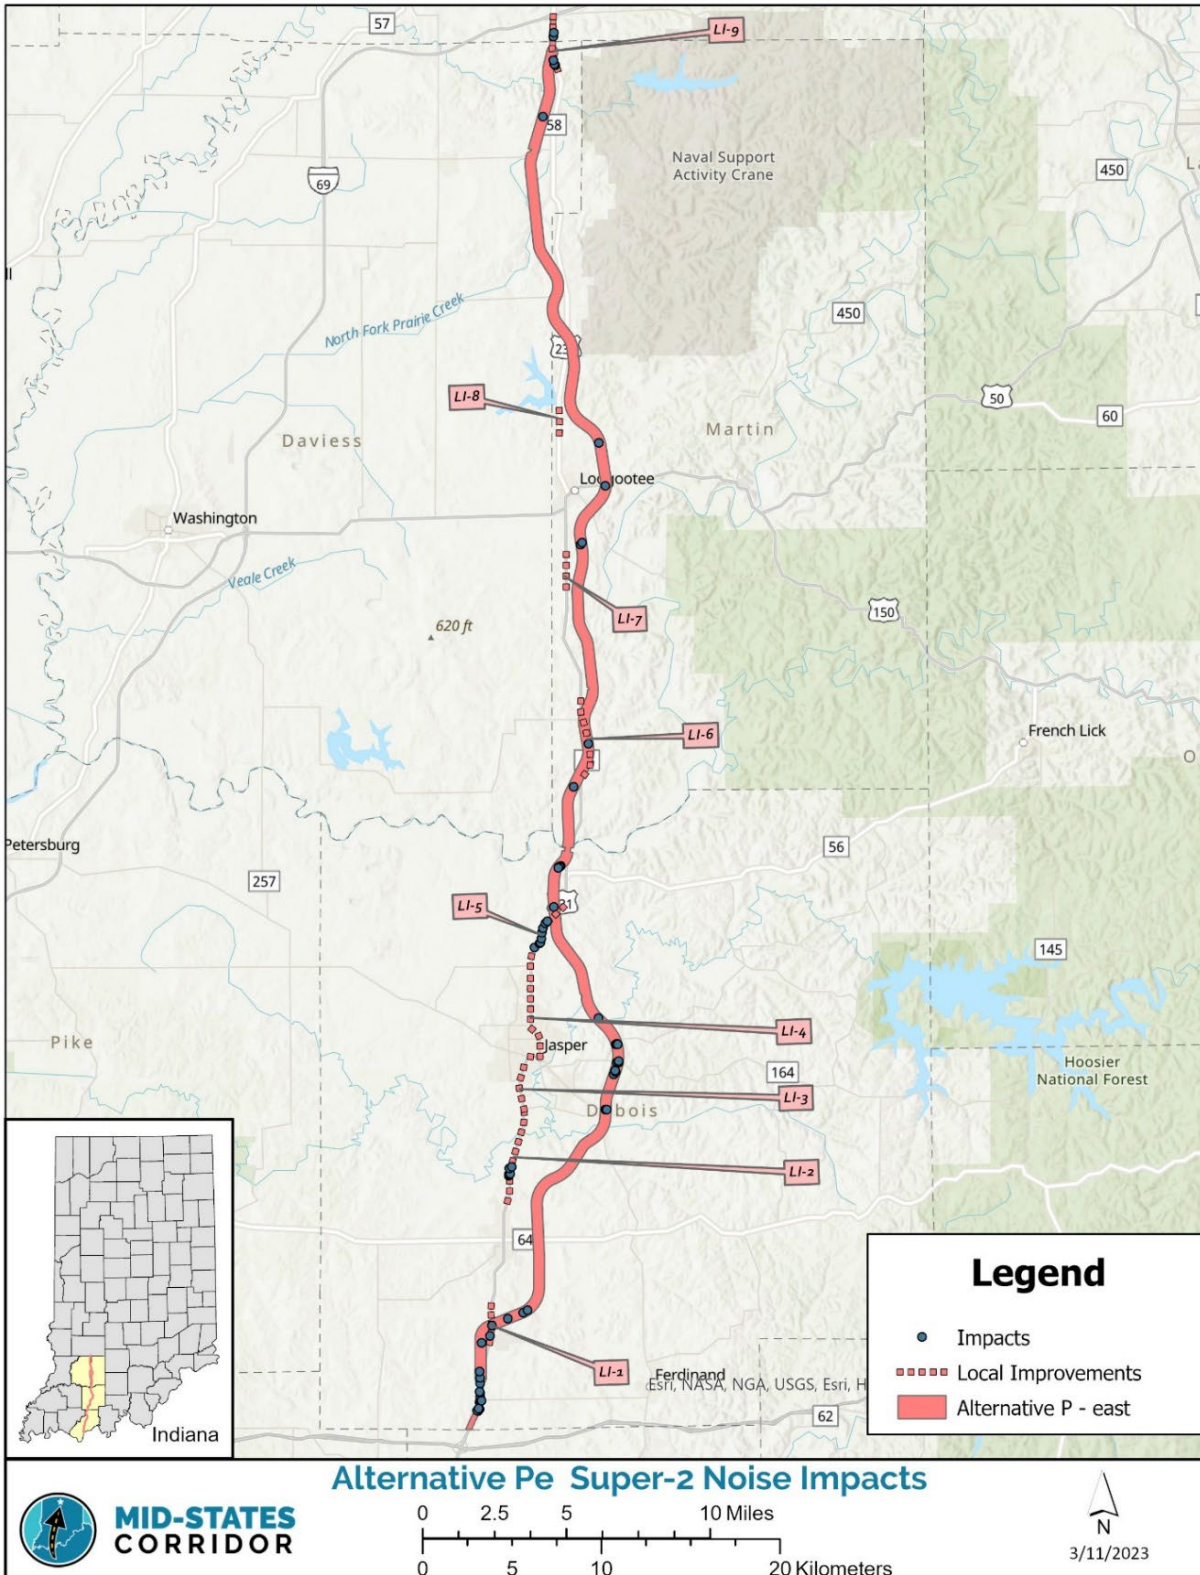 57
LI-9
58
69
Naval Support
Activity Crane
450
450
North Fork Prairie Creek
23
LI-8
50
60
Daviess
Martin
Washington
Veale Creek
620 ft
LI-7
150
LI-6
French Lick
Petersburg
56
257
LI-5
31
145
LI-4
Pike
Jasper
164
Hoosier
National Forest
LI-3
LI-2
64
LI-1
Ferdinand
Esri, NASA, NGA, USGS, Esri, H
62
Indiana
Legend
Impacts
Local Improvements
Alternative P - east
Alternative Pe Super-2 Noise Impacts
MID-STATES
CORRIDOR
0 2.5 5 10 Miles
0 5 10 20 Kilometers
N
3/11/2023